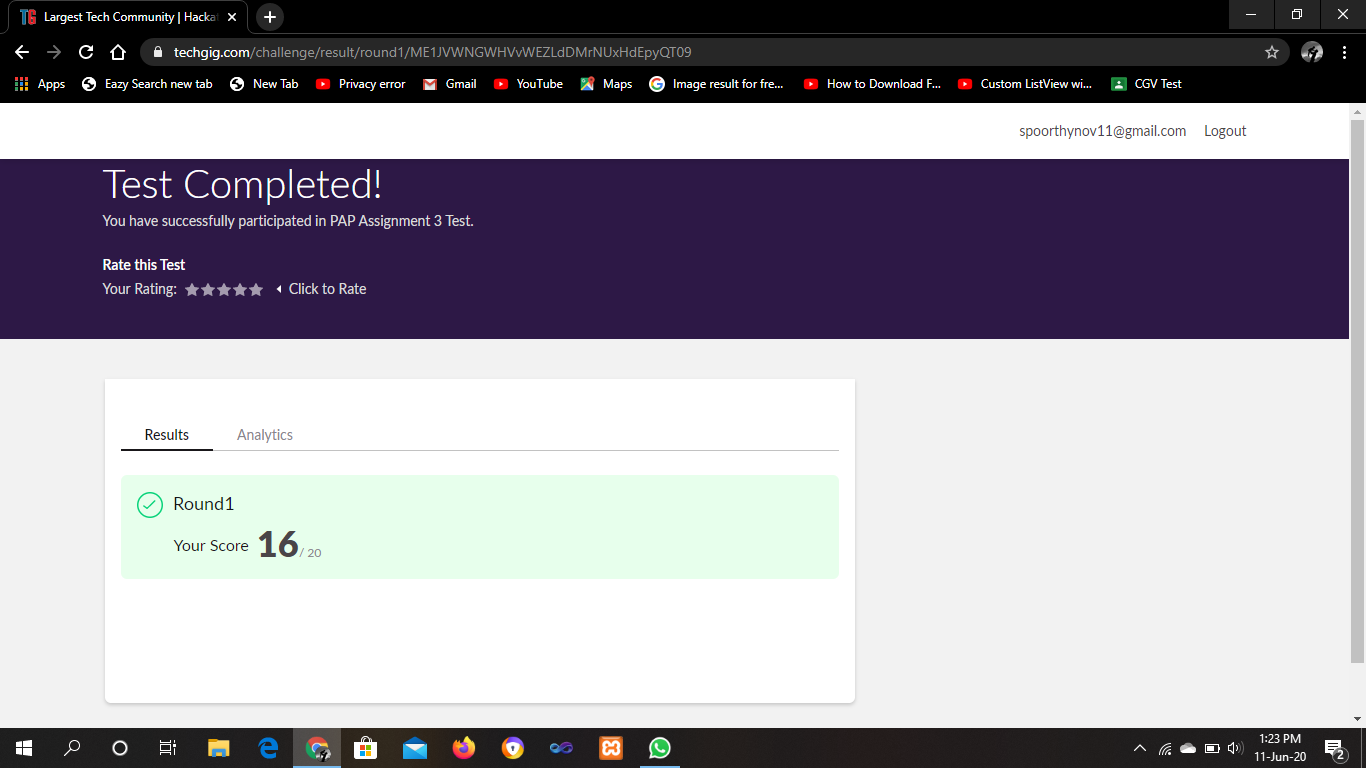 TG Largest Tech Community | Hacka
techgig.com/challenge/result/round1/ME1JVWNGWHVvWEZLdDMrNUxHdEpyQT09
Apps Eazy Search new tab New Tab Privacy error Gmail YouTube Maps Image result for fre... How to Download F... Custom ListView wi... CGV Test
spoorthynov11@gmail.com Logout
Test Completed!
You have successfully participated in PAP Assignment 3 Test.
Rate this Test
Your Rating: Click to Rate
Results Analytics
Round1
Your Score 16 / 20
1:23 PM
11-Jun-20
2